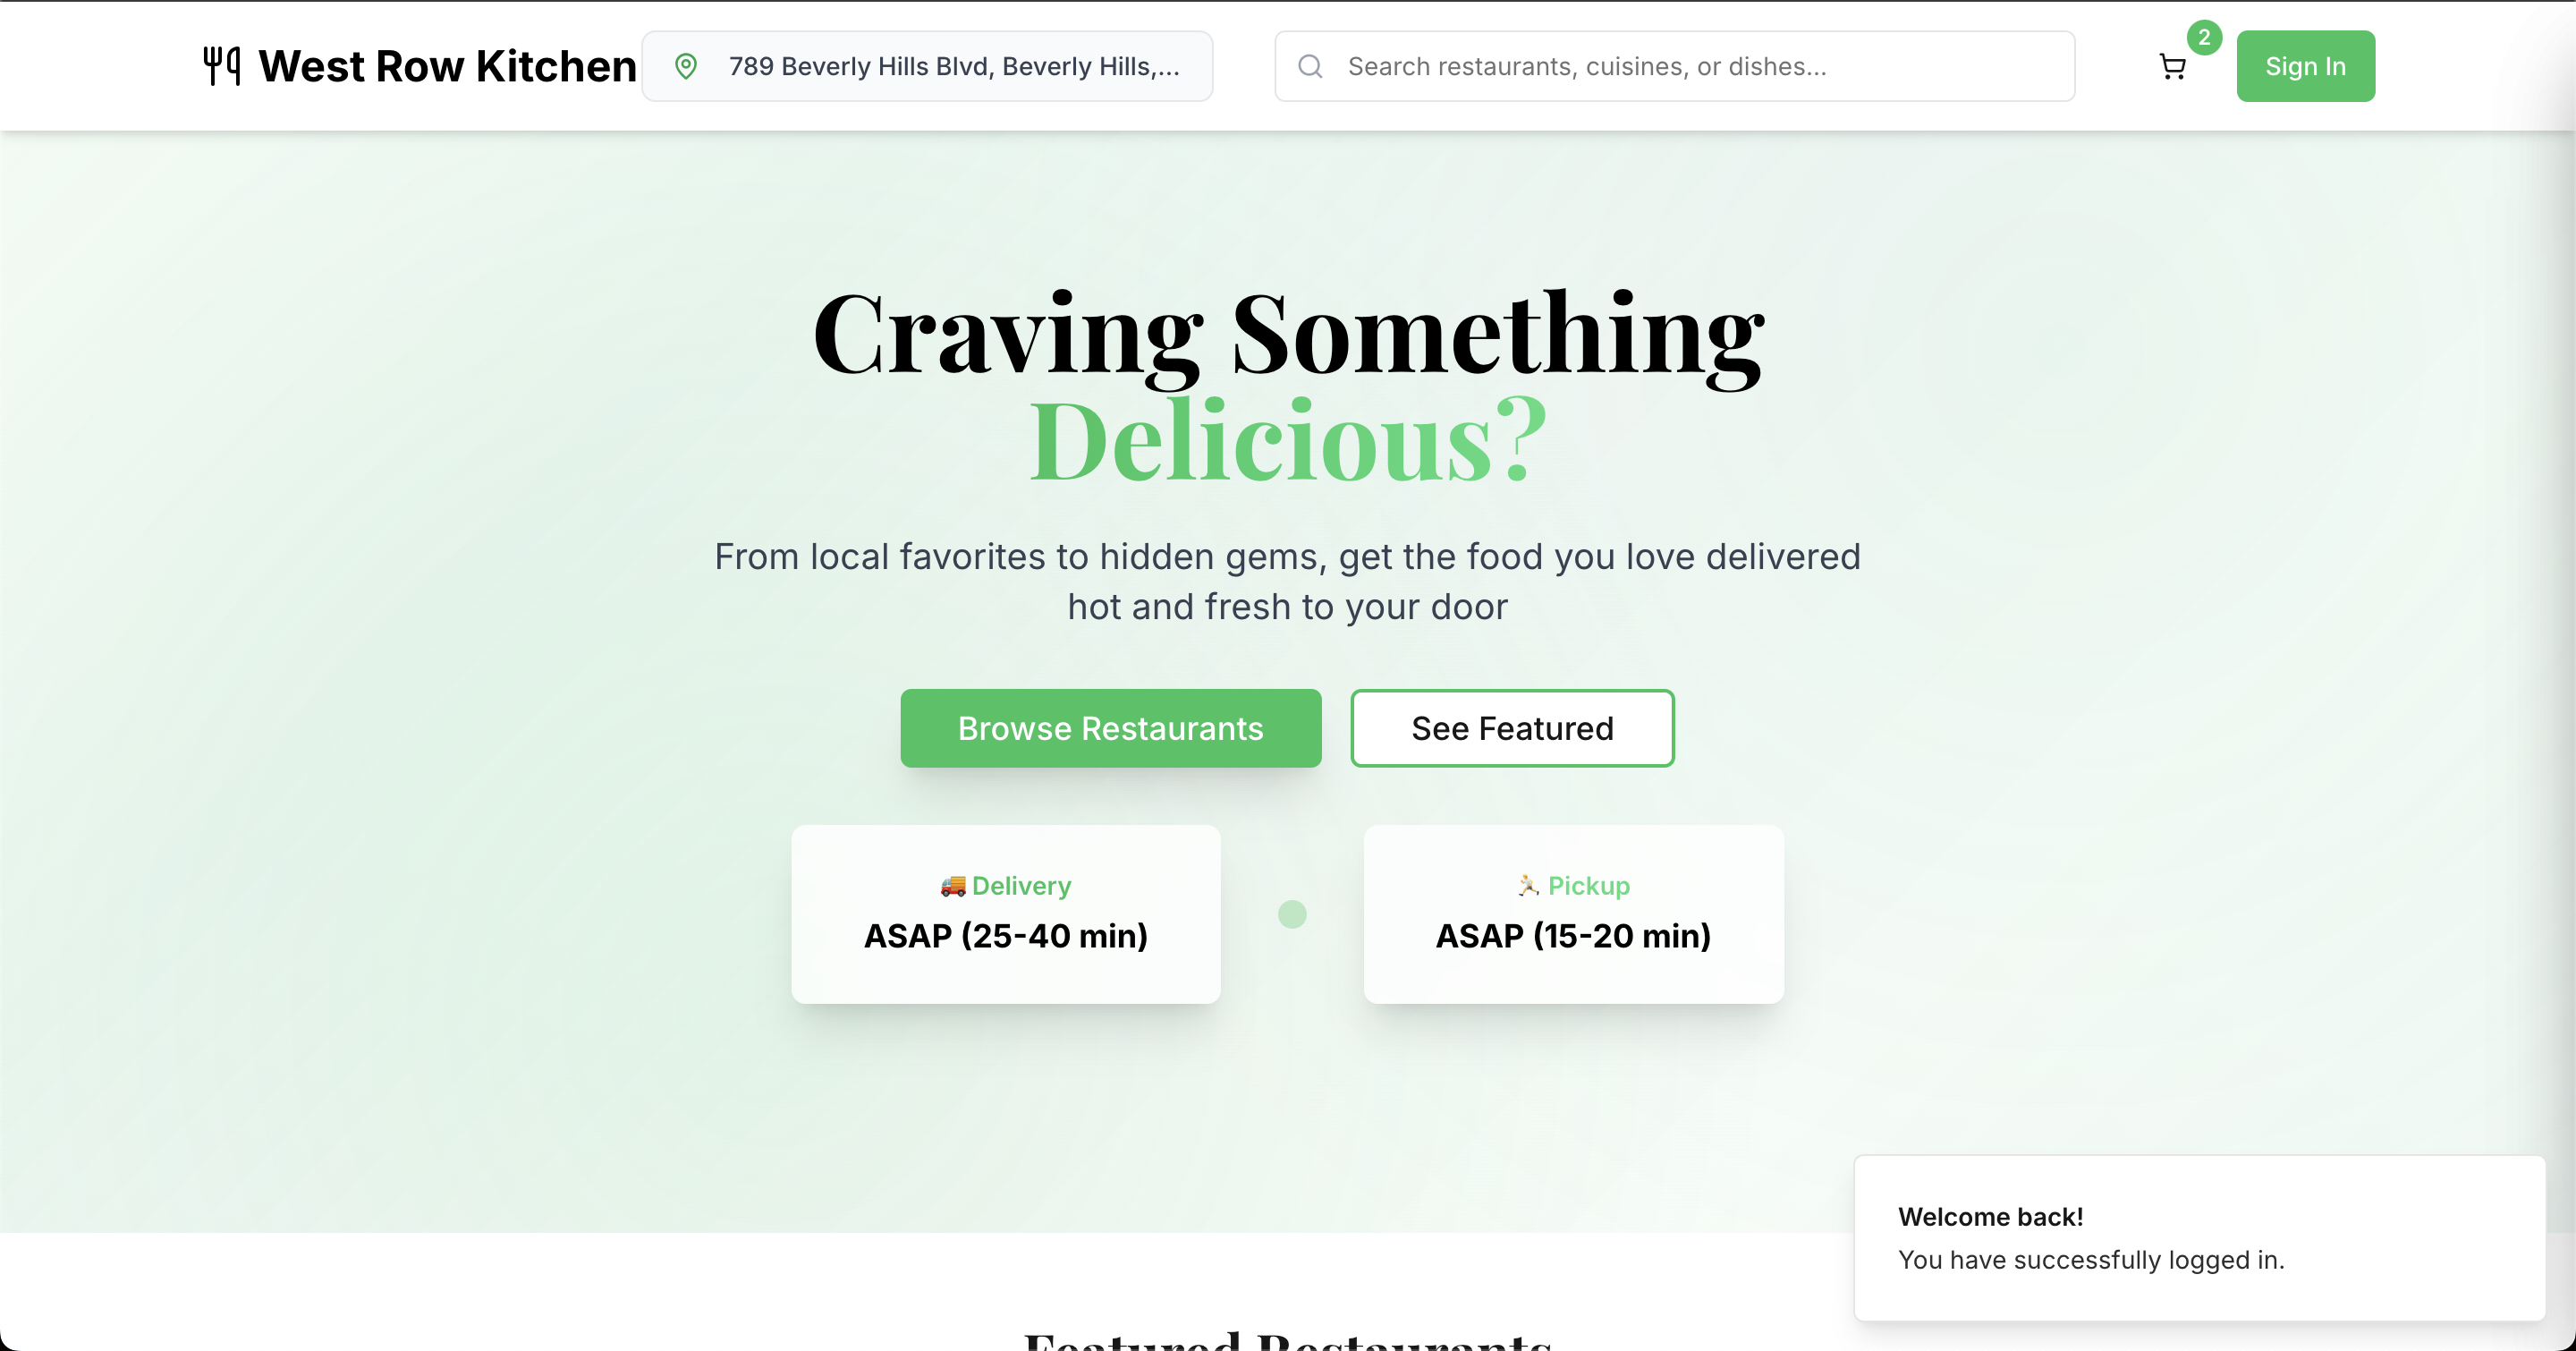 West Row Kitchen
789 Beverly Hills Blvd, Beverly Hills,...
Search restaurants, cuisines, or dishes...
2
Sign In
Craving Something
Delicious?
From local favorites to hidden gems, get the food you love delivered
hot and fresh to your door
Browse Restaurants
See Featured
🚚 Delivery
ASAP (25-40 min)
🏃 Pickup
ASAP (15-20 min)
Welcome back!
You have successfully logged in.
Featured Restaurants